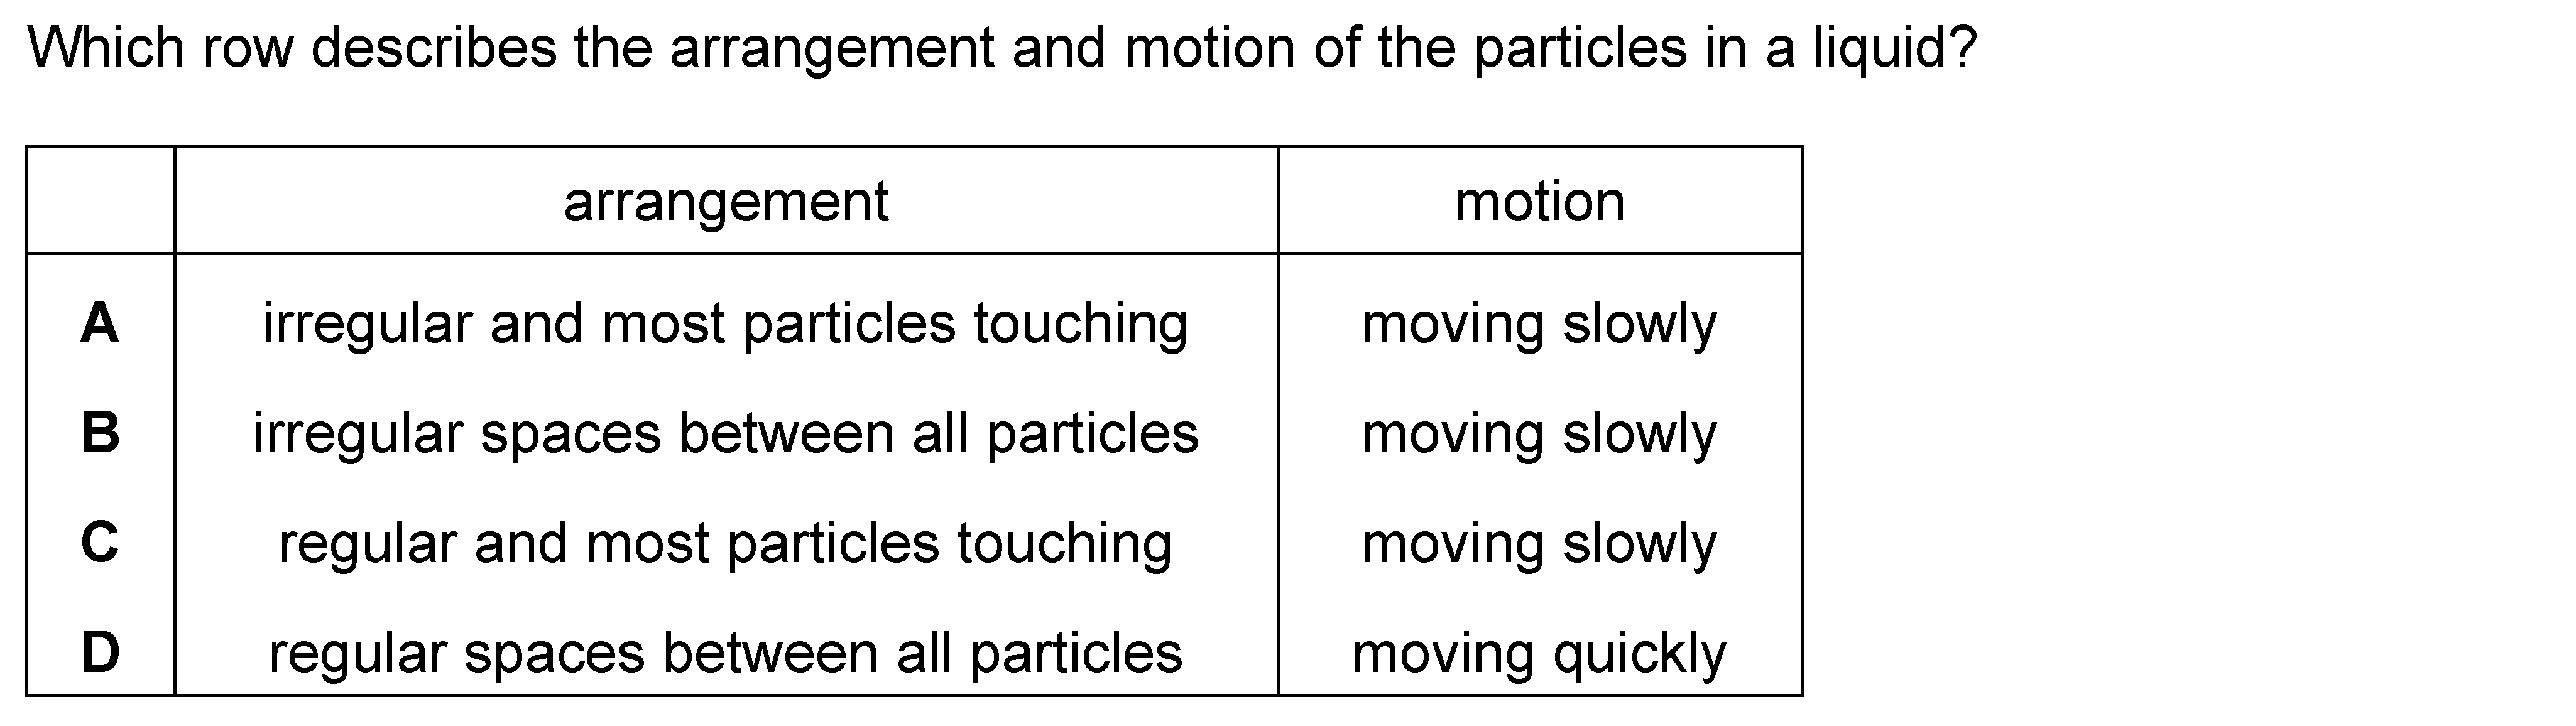 Which row describes the arrangement and motion of the particles in a liquid?
arrangement motion
A irregular and most particles touching moving slowly
B irregular spaces between all particles moving slowly
C regular and most particles touching moving slowly
D regular spaces between all particles moving quickly